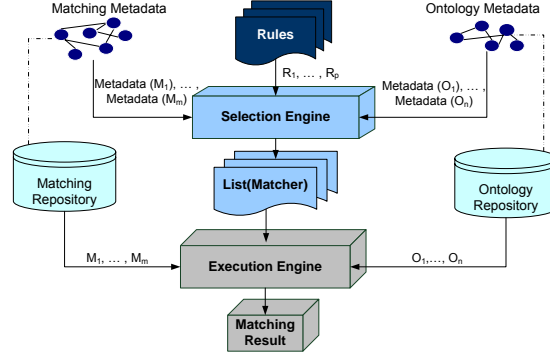 Matching Metadata
Ontology Metadata
Rules
R1, … , Rp
Metadata (M1), … ,
Metadata (Mm)
Metadata (O1), … ,
Metadata (On)
Selection Engine
List(Matcher)
Matching
Repository
Ontology
Repository
M1, … , Mm
O1,…, On
Execution Engine
Matching
Result